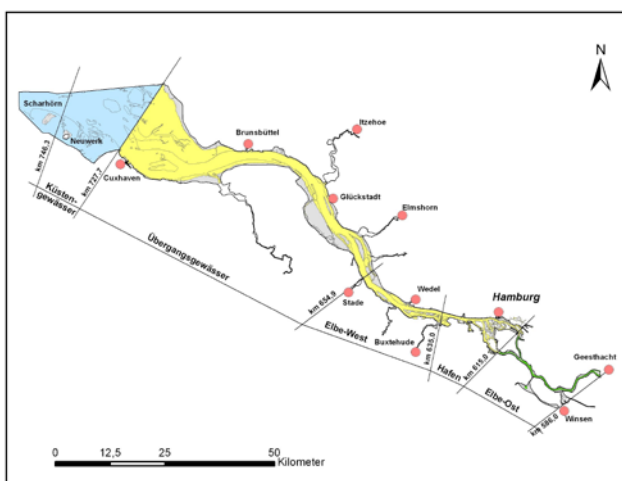 N
Scharhörn
Neuwerk
Itzehoe
Brunsbüttel
km 746,3
km 727,7
Cuxhaven
Glückstadt
Elmshorn
Küsten-
gewässer
Übergangsgewässer
Stade
km 654,9
Wedel
Hamburg
Buxtehude
km 635,0
km 615,0
Geesthacht
Elbe-West
Hafen
Elbe-Ost
km 586,0
Winsen
0 12,5 25 50
Kilometer